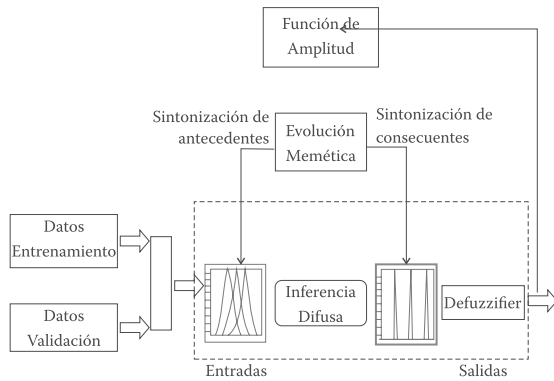 Función de
Amplitud
Sintonización de
antecedentes
Evolución
Memética
Sintonización de
consecuentes
Datos
Entrenamiento
Datos
Validación
Inferencia
Difusa
Defuzzifier
Entradas
Salidas